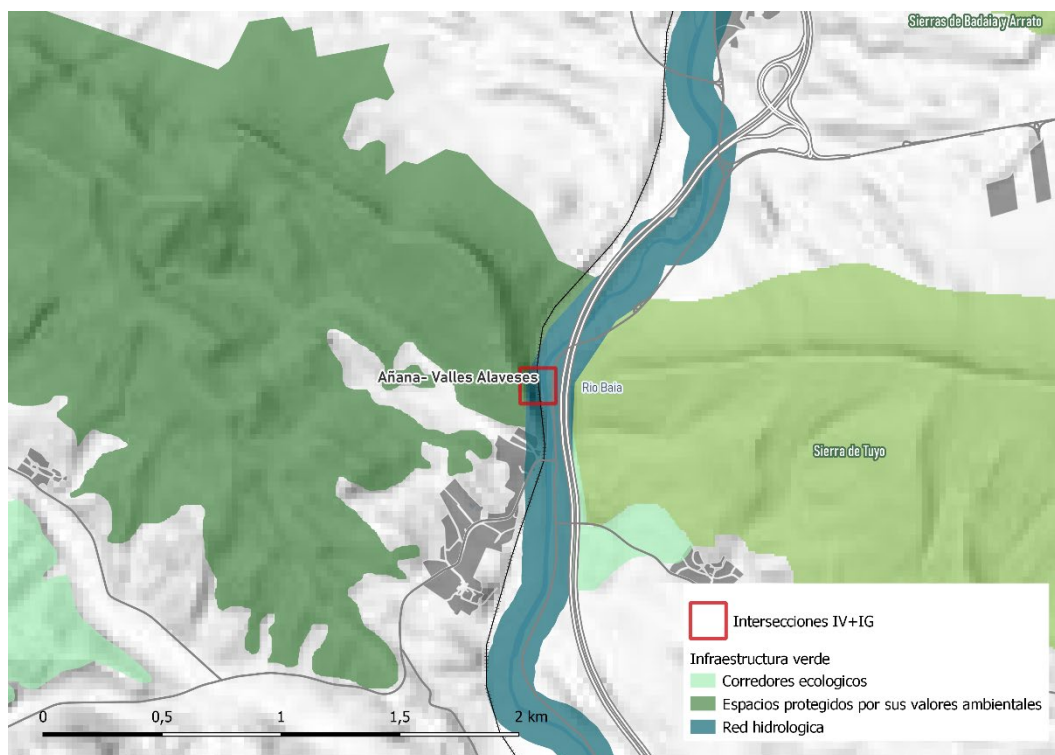 Sierras de Badaia y Arrato
Añana- Valles Alaveses
Rio Baia
Sierra de Tuyo
Intersecciones IV+IG
Infraestructura verde
Corredores ecologicos
Espacios protegidos por sus valores ambientales
Red hidrologica
0 0,5 1 1,5 2 km